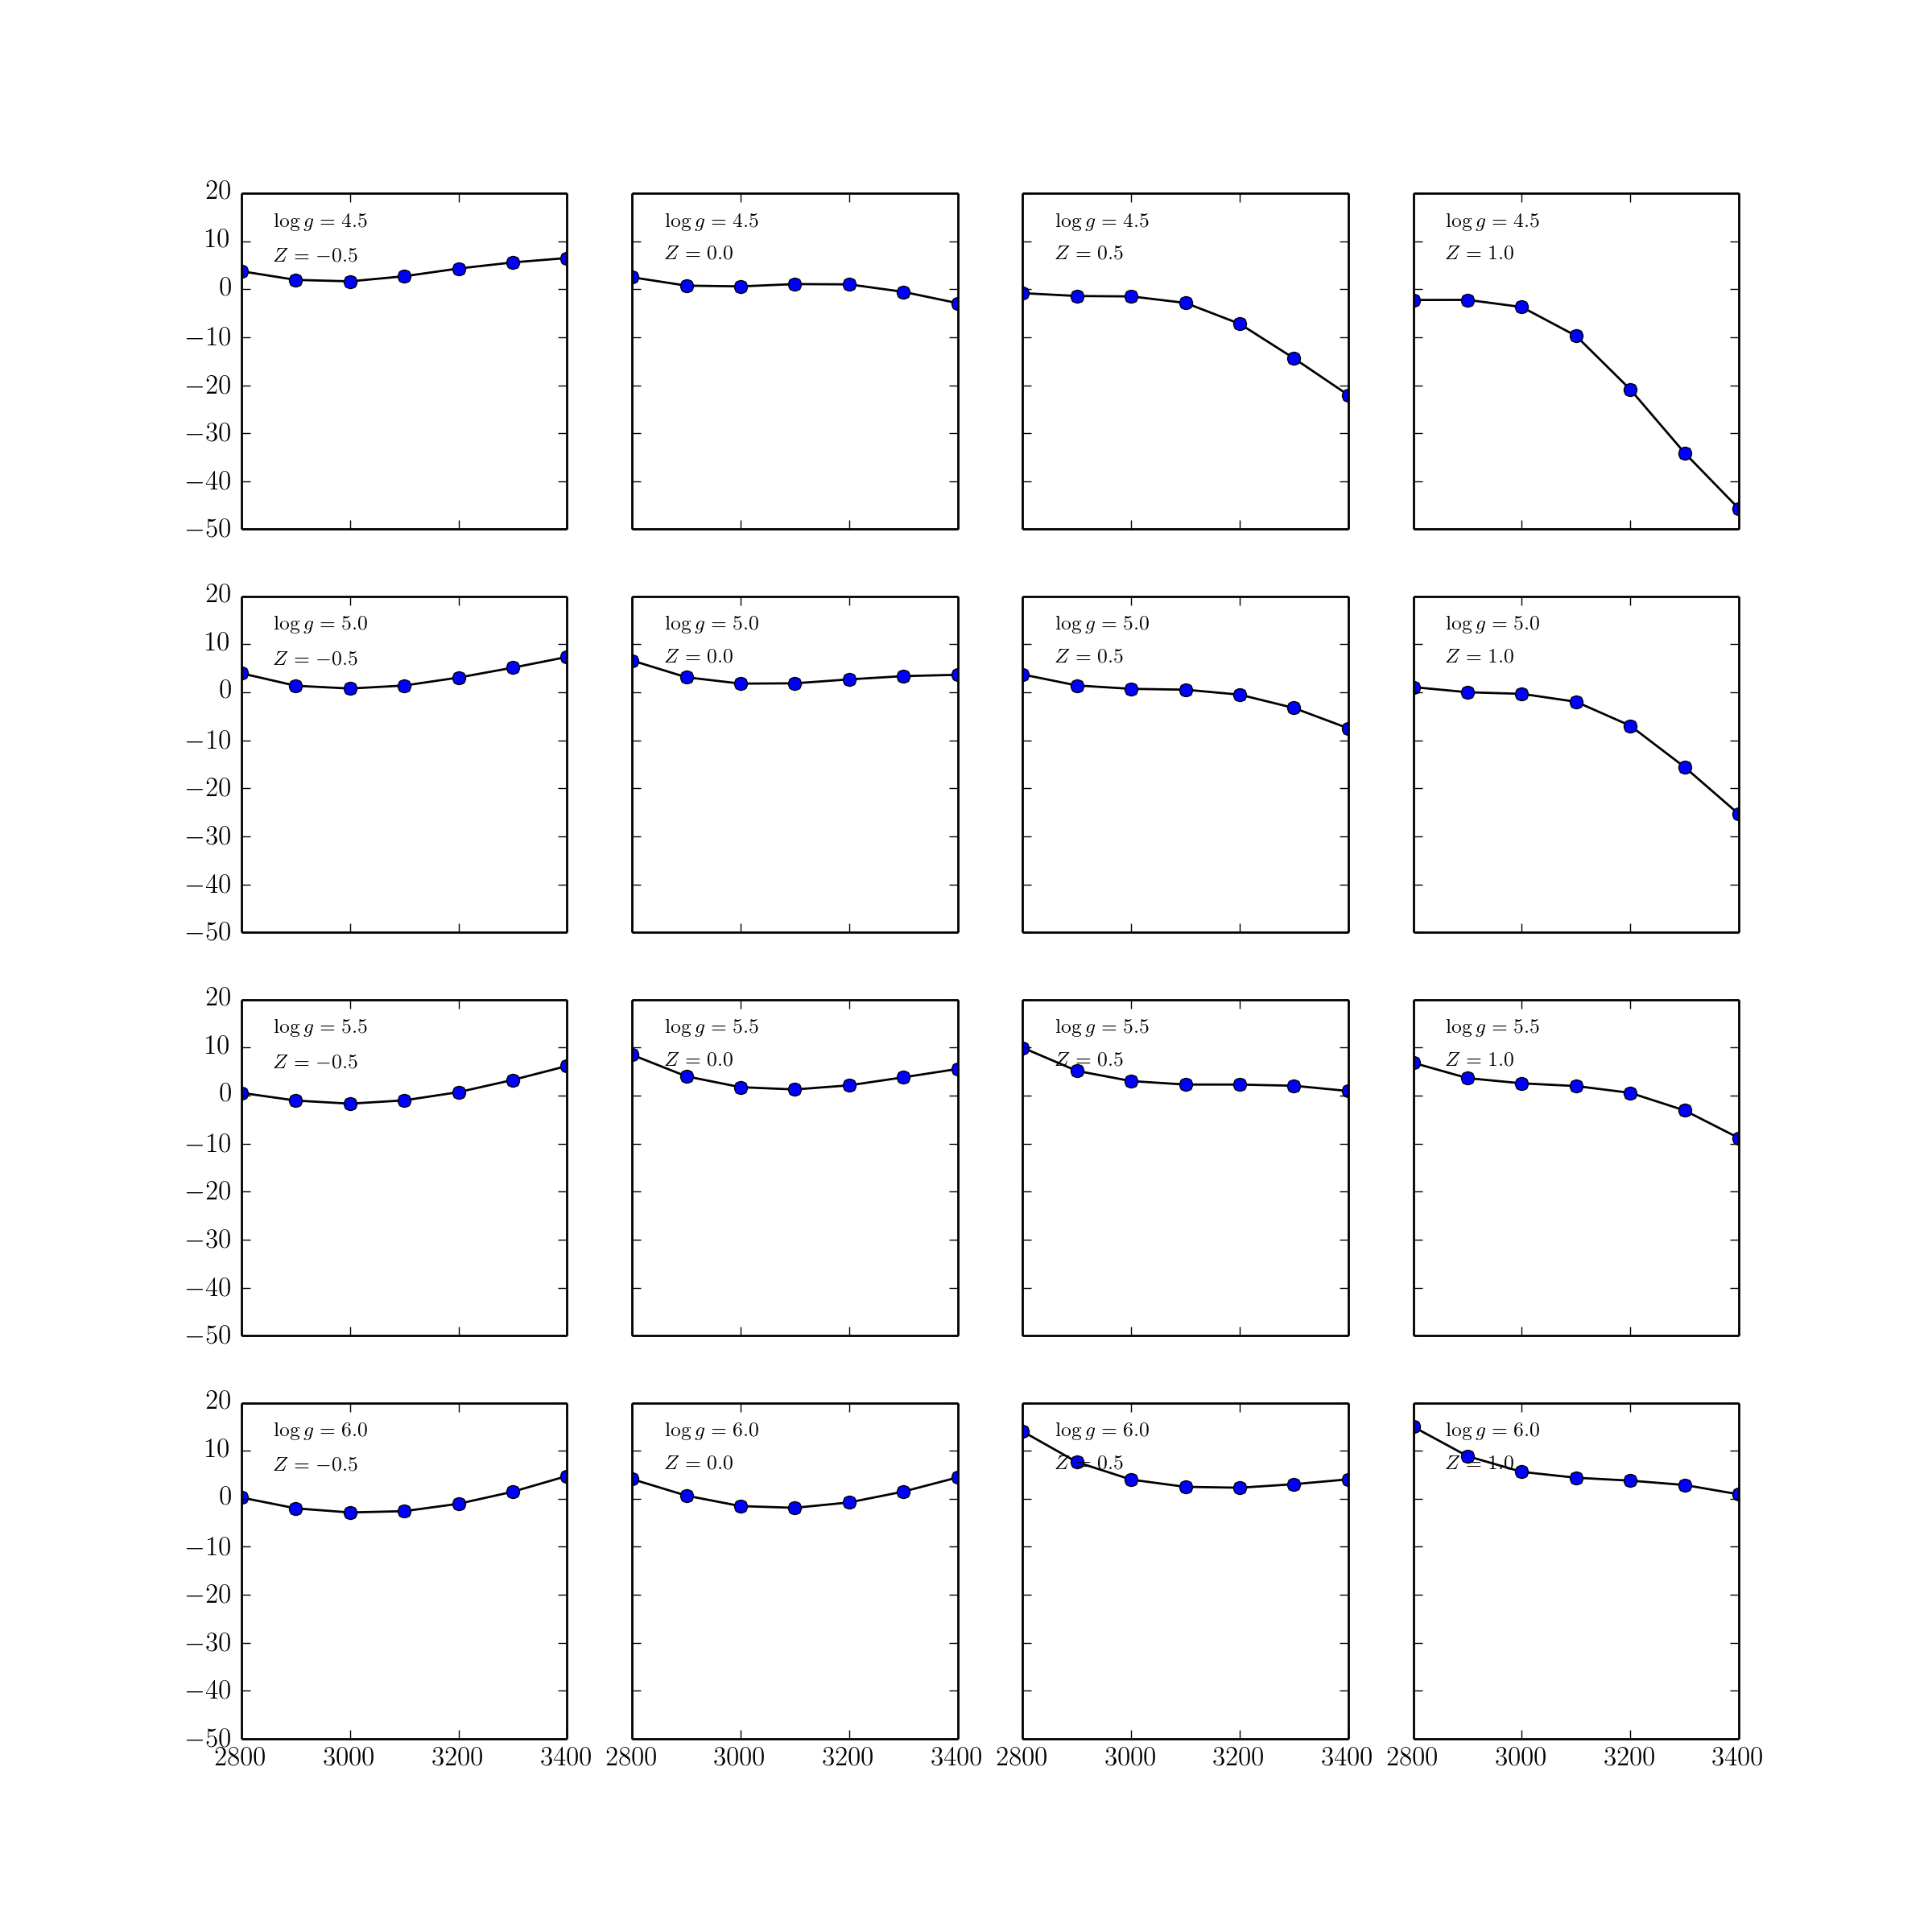 20
10
0
−10
−20
−30
−40
−50
log g = 4.5
Z = −0.5
log g = 4.5
Z = 0.0
log g = 4.5
Z = 0.5
log g = 4.5
Z = 1.0
20
10
0
−10
−20
−30
−40
−50
log g = 5.0
Z = −0.5
log g = 5.0
Z = 0.0
log g = 5.0
Z = 0.5
log g = 5.0
Z = 1.0
20
10
0
−10
−20
−30
−40
−50
log g = 5.5
Z = −0.5
log g = 5.5
Z = 0.0
log g = 5.5
Z = 0.5
log g = 5.5
Z = 1.0
20
10
0
−10
−20
−30
−40
−50
log g = 6.0
Z = −0.5
log g = 6.0
Z = 0.0
log g = 6.0
Z = 0.5
log g = 6.0
Z = 1.0
2800 3000 3200 3400 2800 3000 3200 3400 2800 3000 3200 3400 2800 3000 3200 3400